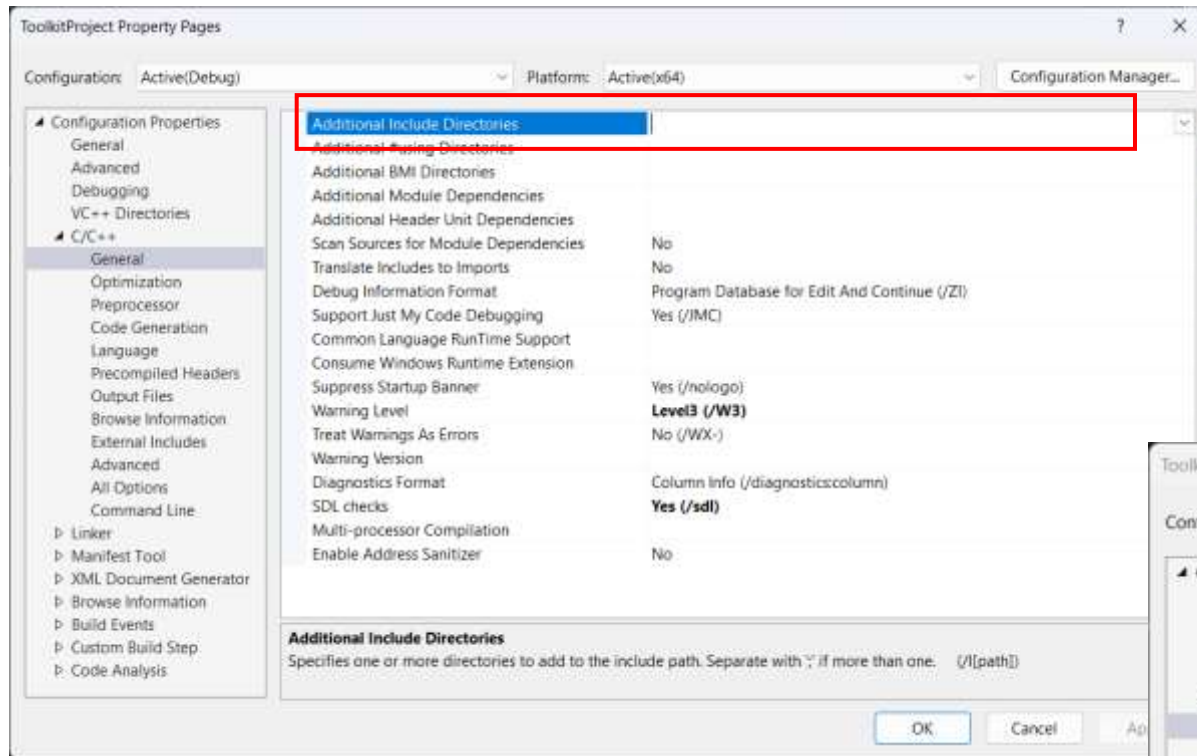 ToolkitProject Property Pages
?
Configuration: Active(Debug) Platform: Active(x64) Configuration Manager...
Configuration Properties
General
Advanced
Debugging
VC++ Directories
C/C++
General
Optimization
Preprocessor
Code Generation
Language
Precompiled Headers
Output Files
Browse Information
External Includes
Advanced
All Options
Command Line
Linker
Manifest Tool
XML Document Generator
Browse Information
Build Events
Custom Build Step
Code Analysis
Additional Include Directories
Additional #using Directories
Additional BMI Directories
Additional Module Dependencies
Additional Header Unit Dependencies
Scan Sources for Module Dependencies No
Translate Includes to Imports No
Debug Information Format Program Database for Edit And Continue (/ZI)
Support Just My Code Debugging Yes (/JMC)
Common Language RunTime Support
Consume Windows Runtime Extension
Suppress Startup Banner Yes (/nologo)
Warning Level Level3 (/W3)
Treat Warnings As Errors No (/WX-)
Warning Version
Diagnostics Format Column Info (/diagnostics:column)
SDL checks Yes (/sdl)
Multi-processor Compilation
Enable Address Sanitizer No
Additional Include Directories
Specifies one or more directories to add to the include path. Separate with ';' if more than one. (/I[path])
OK Cancel Ap
Toolk
Con